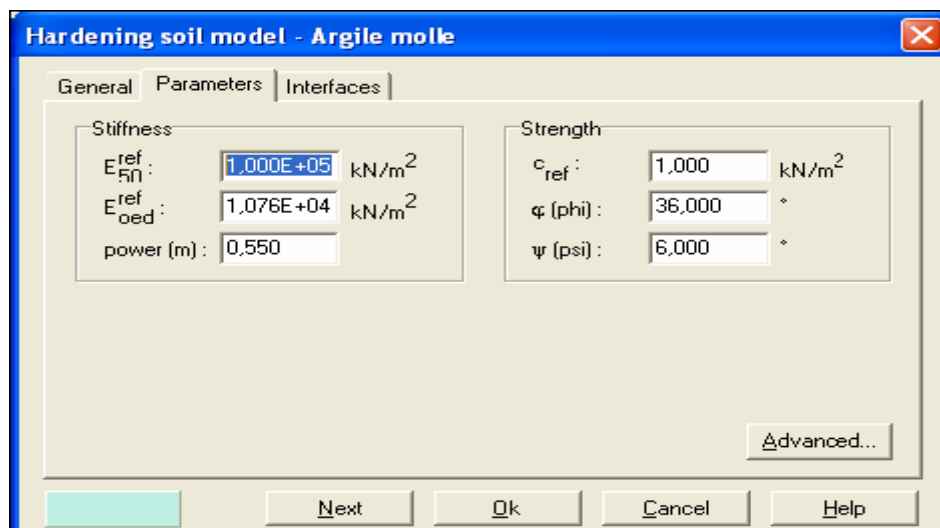 Hardening soil model - Argile molle
General Parameters Interfaces
Stiffness
E50ref : 1,000E+05 kN/m2
Eoedref : 1,076E+04 kN/m2
power (m) : 0,550
Strength
cref : 1,000 kN/m2
φ (phi) : 36,000 °
ψ (psi) : 6,000 °
Advanced...
Next Ok Cancel Help